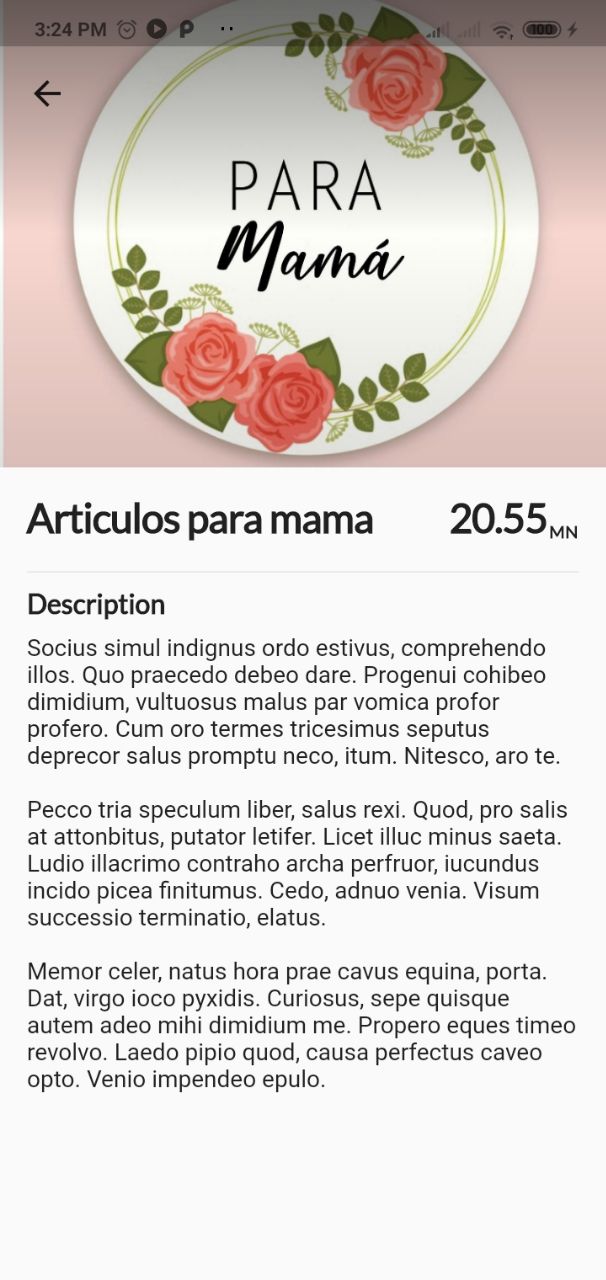 3:24 PM
100
PARA
Mamá
Articulos para mama
20.55 MN
Description
Socius simul indignus ordo estivus, comprehendo
illos. Quo praecedo debeo dare. Progenui cohibeo
dimidium, vultuosus malus par vomica profor
profero. Cum oro termes tricesimus seputus
deprecor salus promptu neco, itum. Nitesco, aro te.
Pecco tria speculum liber, salus rexi. Quod, pro salis
at attonbitus, putator letifer. Licet illuc minus saeta.
Ludio illacrimo contraho archa perfruor, iucundus
incido picea finitumus. Cedo, adnuo venia. Visum
successio terminatio, elatus.
Memor celer, natus hora prae cavus equina, porta.
Dat, virgo ioco pyxidis. Curiosus, sepe quisque
autem adeo mihi dimidium me. Propero eques timeo
revolvo. Laedo pipio quod, causa perfectus caveo
opto. Venio impendeo epulo.